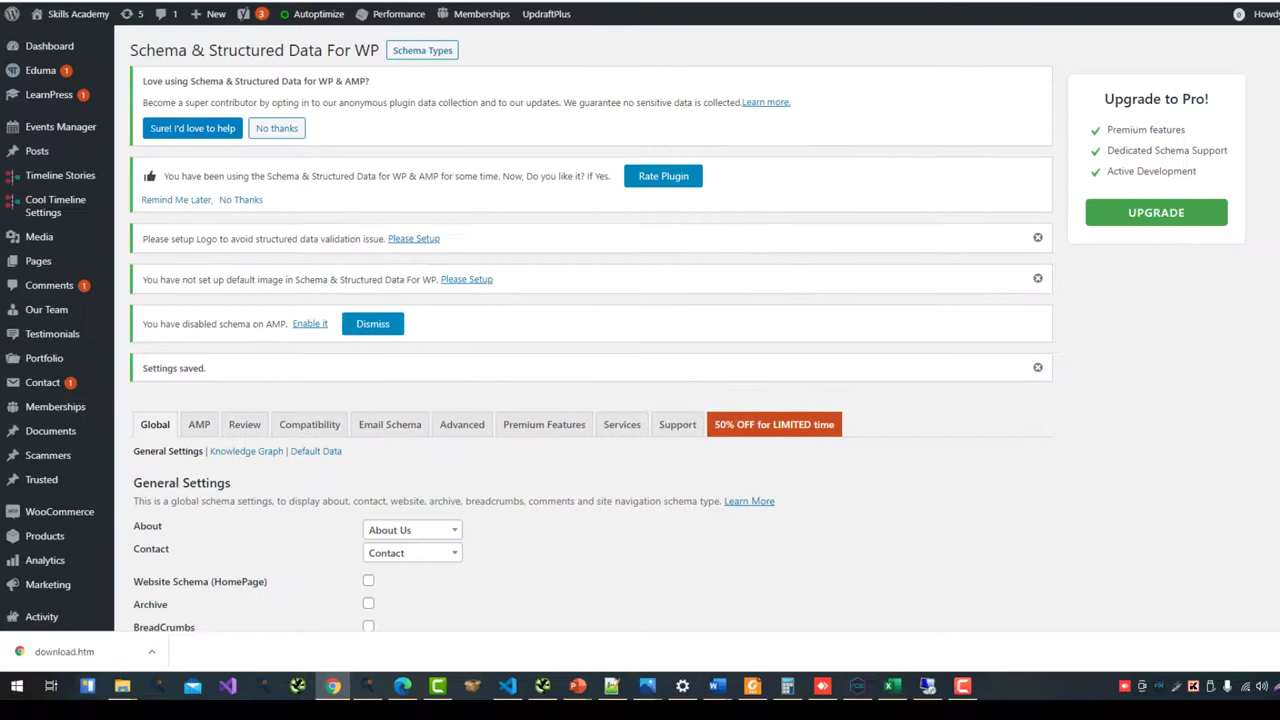 Skills Academy 5 1 New 3 Autoptimize Performance Memberships UpdraftPlus 0 Howdy
Dashboard
Eduma 1
LearnPress 1
Events Manager
Posts
Timeline Stories
Cool Timeline
Settings
Media
Pages
Comments 1
Our Team
Testimonials
Portfolio
Contact 1
Memberships
Documents
Scammers
Trusted
WooCommerce
Products
Analytics
Marketing
Activity
Schema & Structured Data For WP Schema Types
Love using Schema & Structured Data for WP & AMP?
Become a super contributor by opting in to our anonymous plugin data collection and to our updates. We guarantee no sensitive data is collected.Learn more.
Sure! I'd love to help No thanks
You have been using the Schema & Structured Data for WP & AMP for some time. Now, Do you like it? If Yes. Rate Plugin
Remind Me Later, No Thanks
Please setup Logo to avoid structured data validation issue. Please Setup
You have not set up default image in Schema & Structured Data For WP. Please Setup
You have disabled schema on AMP. Enable it Dismiss
Settings saved.
Global AMP Review Compatibility Email Schema Advanced Premium Features Services Support 50% OFF for LIMITED time
General Settings | Knowledge Graph | Default Data
General Settings
This is a global schema settings, to display about, contact, website, archive, breadcrumbs, comments and site navigation schema type. Learn More
About About Us
Contact Contact
Website Schema (HomePage)
Archive
BreadCrumbs
Upgrade to Pro!
Premium features
Dedicated Schema Support
Active Development
UPGRADE
download.htm